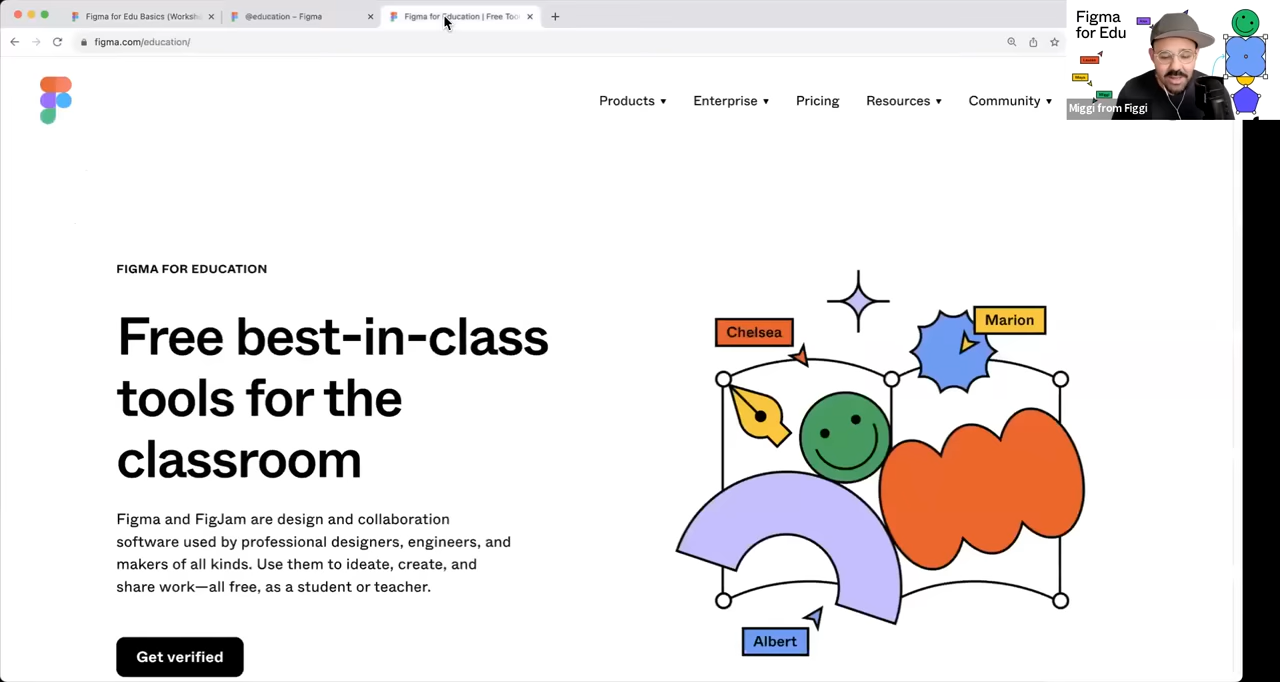 Figma for Edu Basics (Worksh
@education – Figma
Figma for Education | Free Too
figma.com/education/
Figma
for Edu
Miggi from Figgi
Products
Enterprise
Pricing
Resources
Community
FIGMA FOR EDUCATION
Free best-in-class
tools for the
classroom
Figma and FigJam are design and collaboration
software used by professional designers, engineers, and
makers of all kinds. Use them to ideate, create, and
share work—all free, as a student or teacher.
Get verified
Chelsea
Marion
Albert